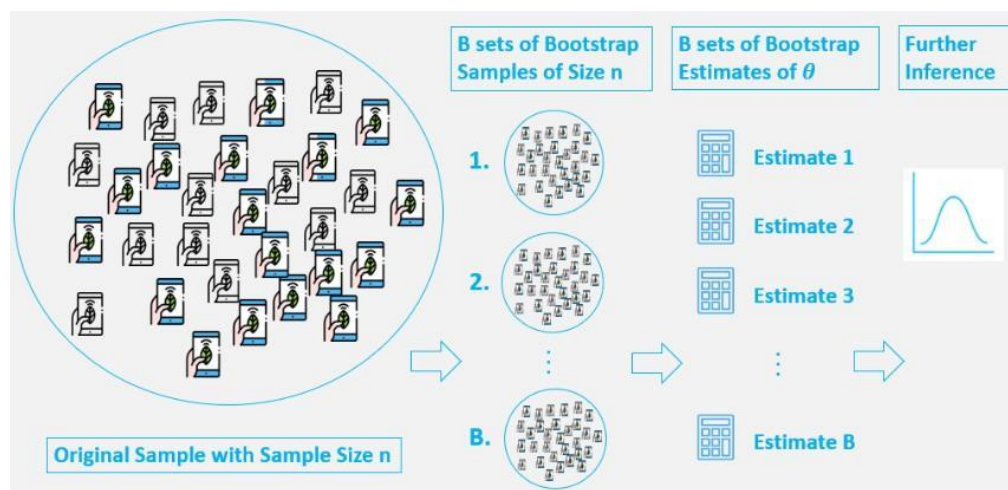 B sets of Bootstrap
Samples of Size n
B sets of Bootstrap
Estimates of θ
Further
Inference
1.
Estimate 1
Estimate 2
2.
Estimate 3
⋮
⋮
B.
Estimate B
Original Sample with Sample Size n